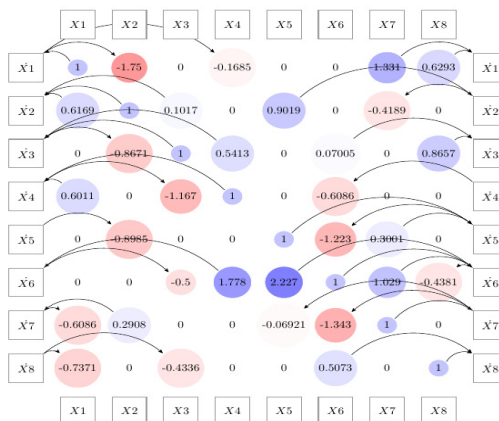 X1 X2 X3 X4 X5 X6 X7 X8
Ẋ1 1 -1.75 0 -0.1685 0 0 1.331 0.6293 Ẋ1
Ẋ2 0.6169 1 0.1017 0 0.9019 0 -0.4189 0 Ẋ2
Ẋ3 0 -0.8671 1 0.5413 0 0.07005 0 0.8657 Ẋ3
Ẋ4 0.6011 0 -1.167 1 0 -0.6086 0 0 Ẋ4
Ẋ5 0 -0.8985 0 0 1 -1.223 0.3001 0 Ẋ5
Ẋ6 0 0 -0.5 1.778 2.227 1 1.029 -0.4381 Ẋ6
Ẋ7 -0.6086 0.2908 0 0 -0.06921 -1.343 1 0 Ẋ7
Ẋ8 -0.7371 0 -0.4336 0 0 0.5073 0 1 Ẋ8
X1 X2 X3 X4 X5 X6 X7 X8